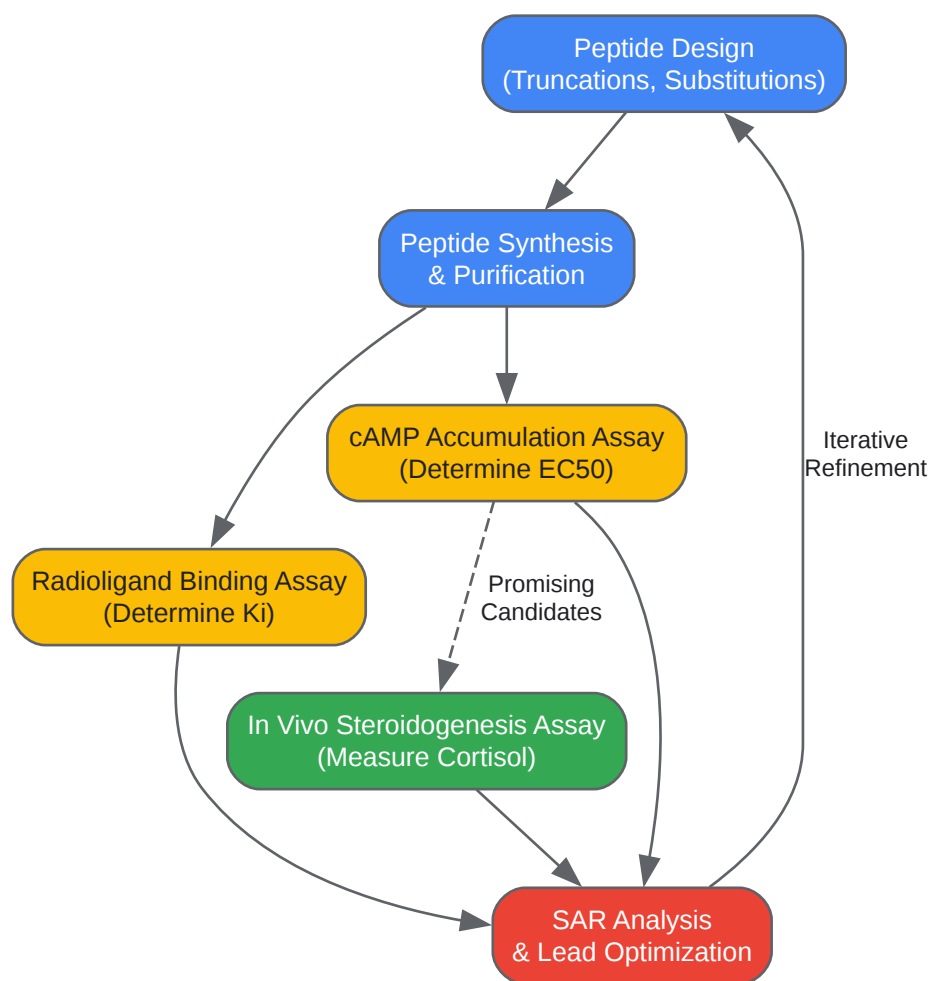 Peptide Design
(Truncations, Substitutions)
Peptide Synthesis
& Purification
cAMP Accumulation Assay
(Determine EC50)
Iterative
Refinement
Radioligand Binding Assay
(Determine Ki)
Promising
Candidates
In Vivo Steroidogenesis Assay
(Measure Cortisol)
SAR Analysis
& Lead Optimization